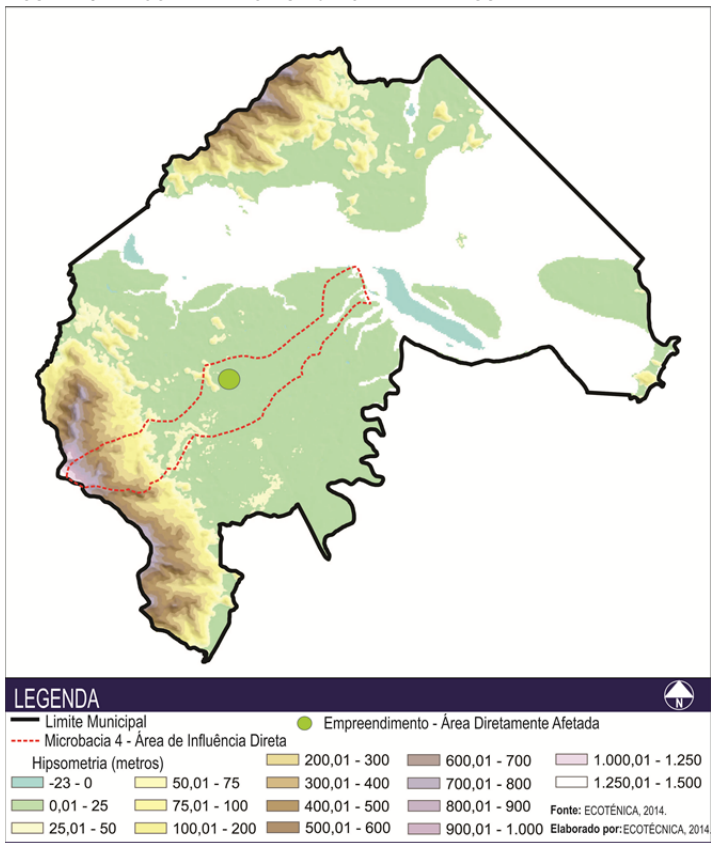 LEGENDA
N
Limite Municipal
Empreendimento - Área Diretamente Afetada
Microbacia 4 - Área de Influência Direta
Hipsometria (metros)
-23 - 0
0,01 - 25
25,01 - 50
50,01 - 75
75,01 - 100
100,01 - 200
200,01 - 300
300,01 - 400
400,01 - 500
500,01 - 600
600,01 - 700
700,01 - 800
800,01 - 900
900,01 - 1.000
1.000,01 - 1.250
1.250,01 - 1.500
Fonte: ECOTÉNICA, 2014.
Elaborado por: ECOTÉCNICA, 2014.